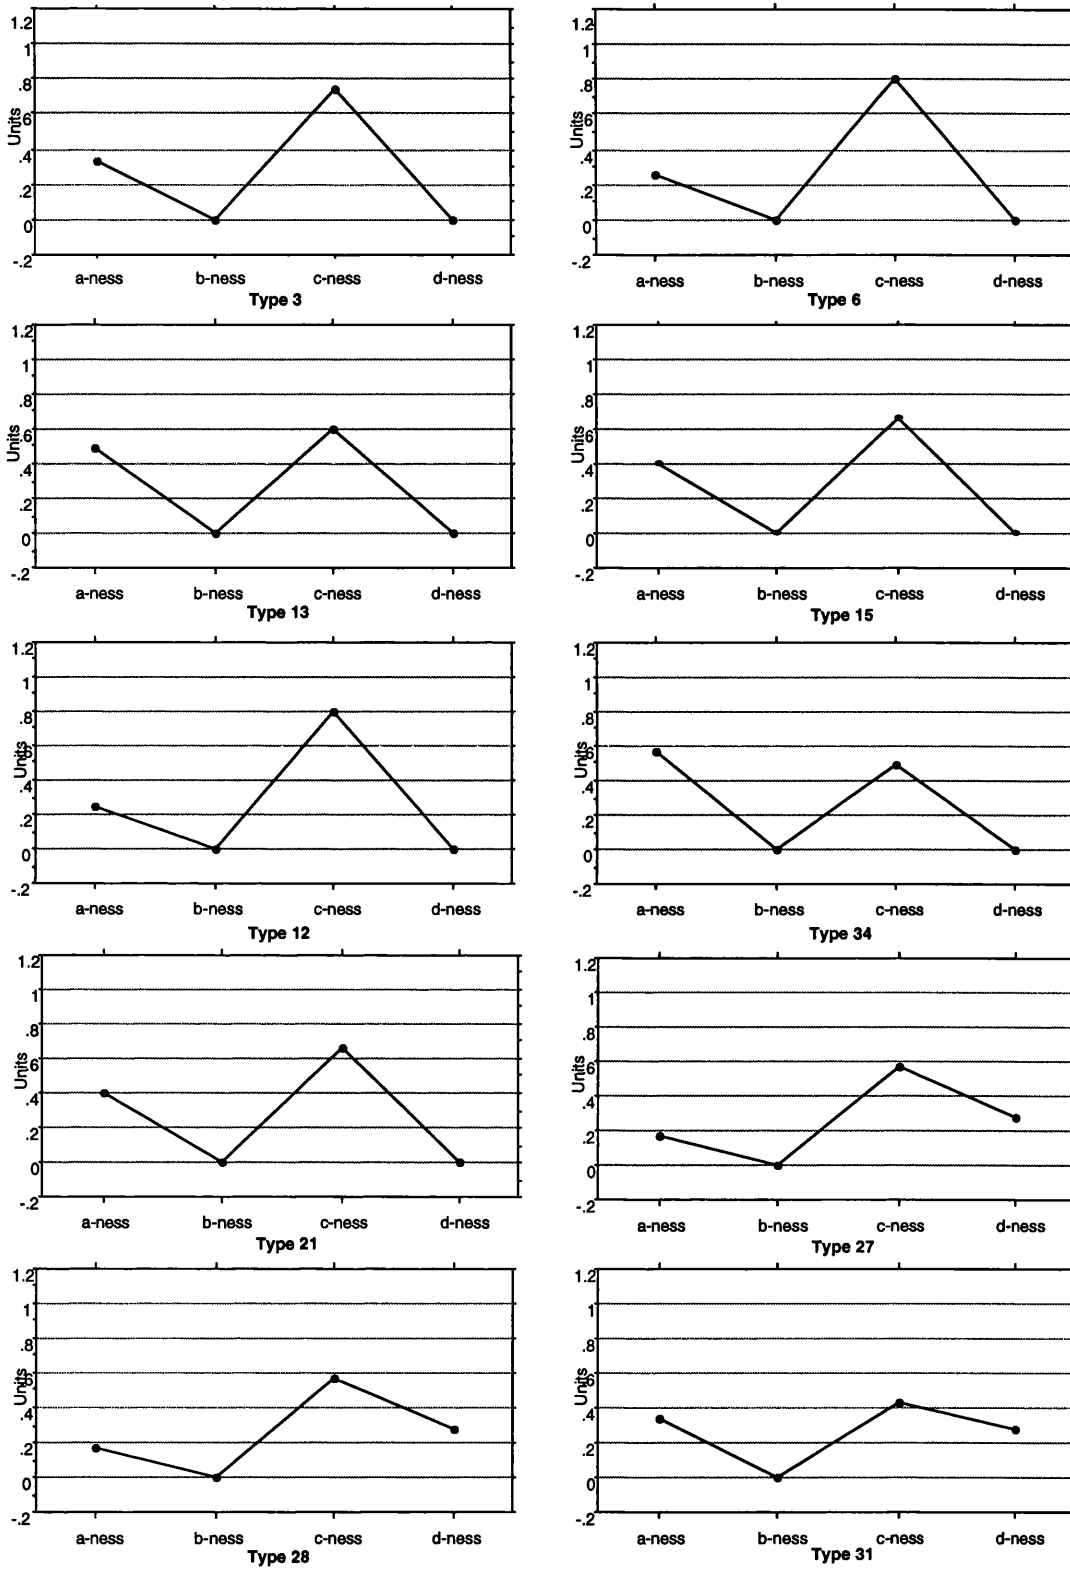 1.2
1
.8
.6
.4
.2
0
-.2
Units
a-ness b-ness c-ness d-ness
Type 3
1.2
1
.8
.6
.4
.2
0
-.2
Units
a-ness b-ness c-ness d-ness
Type 6
1.2
1
.8
.6
.4
.2
0
-.2
Units
a-ness b-ness c-ness d-ness
Type 13
1.2
1
.8
.6
.4
.2
0
-.2
Units
a-ness b-ness c-ness d-ness
Type 15
1.2
1
.8
.6
.4
.2
0
-.2
Units
a-ness b-ness c-ness d-ness
Type 12
1.2
1
.8
.6
.4
.2
0
-.2
Units
a-ness b-ness c-ness d-ness
Type 34
1.2
1
.8
.6
.4
.2
0
-.2
Units
a-ness b-ness c-ness d-ness
Type 21
1.2
1
.8
.6
.4
.2
0
-.2
Units
a-ness b-ness c-ness d-ness
Type 27
1.2
1
.8
.6
.4
.2
0
-.2
Units
a-ness b-ness c-ness d-ness
Type 28
1.2
1
.8
.6
.4
.2
0
-.2
Units
a-ness b-ness c-ness d-ness
Type 31